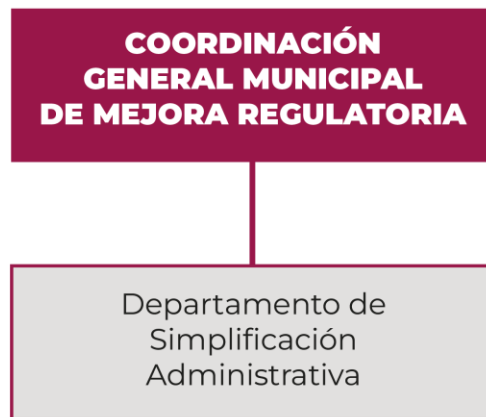 COORDINACIÓN
GENERAL MUNICIPAL
DE MEJORA REGULATORIA
Departamento de
Simplificación
Administrativa